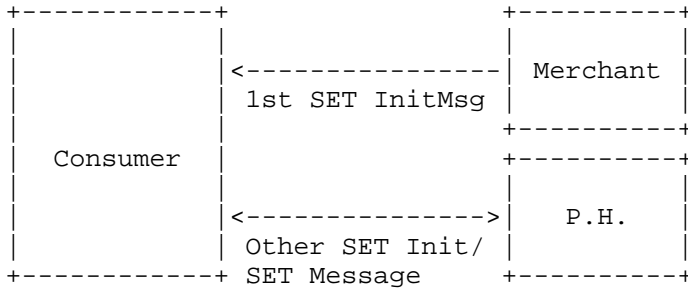 Merchant
1st SET InitMsg
Consumer
P.H.
Other SET Init/
SET Message